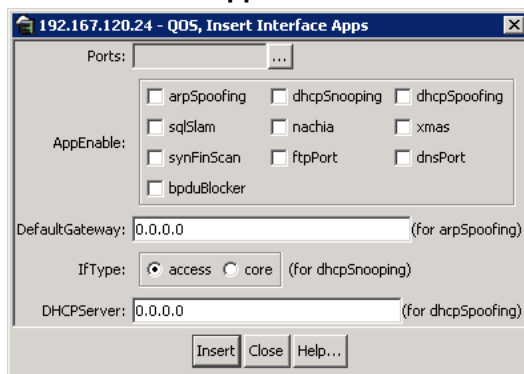 192.167.120.24 - QOS, Insert Interface Apps
Ports: ...
AppEnable:
arpSpoofing dhcpSnooping dhcpSpoofing
sqlSlam nachia xmas
synFinScan ftpPort dnsPort
bpduBlocker
DefaultGateway: 0.0.0.0 (for arpSpoofing)
IfType: access core (for dhcpSnooping)
DHCPServer: 0.0.0.0 (for dhcpSpoofing)
Insert Close Help...